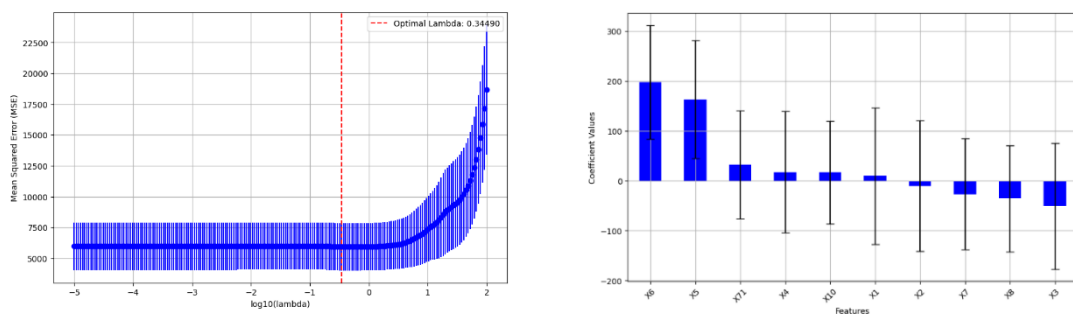 Optimal Lambda: 0.34490
22500
20000
17500
15000
12500
10000
7500
5000
Mean Squared Error (MSE)
−5 −4 −3 −2 −1 0 1 2
log10(lambda)
300
200
100
0
−100
−200
Coefficient Values
X6 X5 X71 X4 X10 X1 X2 X7 X8 X3
Features